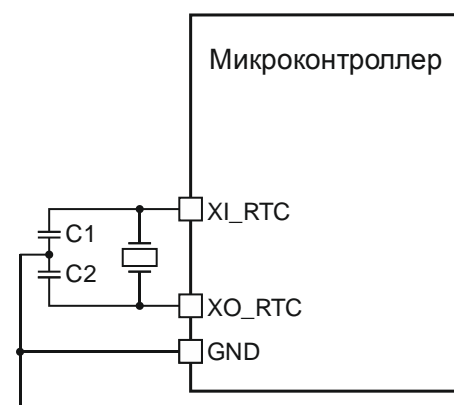 Микроконтроллер
XI_RTC
C1
C2
XO_RTC
GND